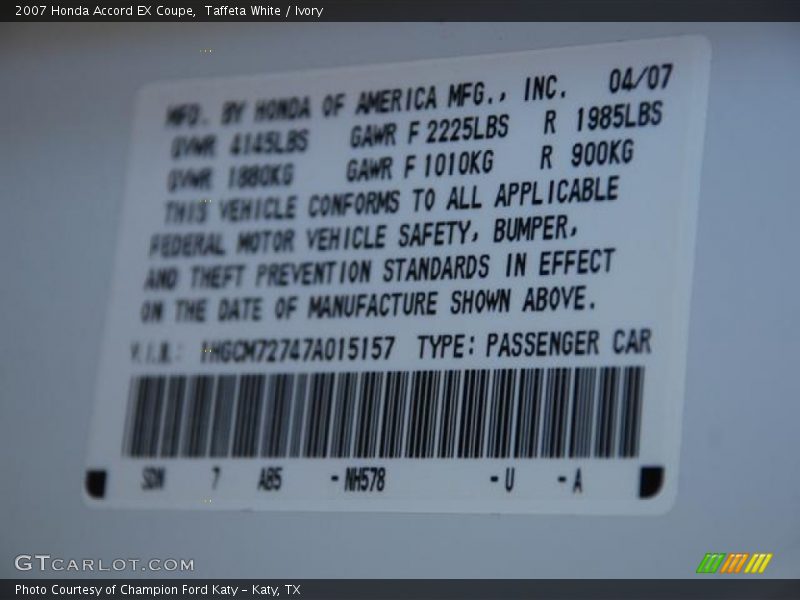 2007 Honda Accord EX Coupe,  Taffeta White / Ivory
MFD. BY HONDA OF AMERICA MFG., INC. 04/07
GVWR 4145LBS GAWR F 2225LBS R 1985LBS
GVWR 1880KG GAWR F 1010KG R 900KG
THIS VEHICLE CONFORMS TO ALL APPLICABLE
FEDERAL MOTOR VEHICLE SAFETY, BUMPER,
AND THEFT PREVENTION STANDARDS IN EFFECT
ON THE DATE OF MANUFACTURE SHOWN ABOVE.
V.I.N.: 1HGCM72747A015157 TYPE: PASSENGER CAR
SDN 7 AB5 - NH578 - U - A
GTCARLOT.COM
Photo Courtesy of Champion Ford Katy - Katy, TX